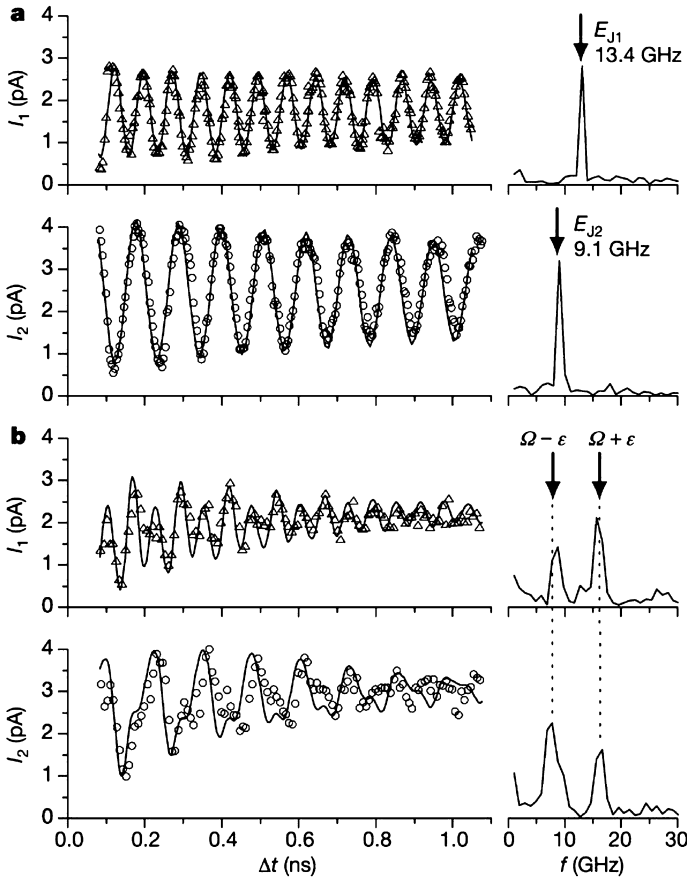 a
I1 (pA)
4
3
2
1
0
EJ1
13.4 GHz
I2 (pA)
4
3
2
1
0
EJ2
9.1 GHz
b
I1 (pA)
4
3
2
1
0
Ω − ε Ω + ε
I2 (pA)
4
3
2
1
0
0.0 0.2 0.4 0.6 0.8 1.0
Δt (ns)
0 10 20 30
f (GHz)